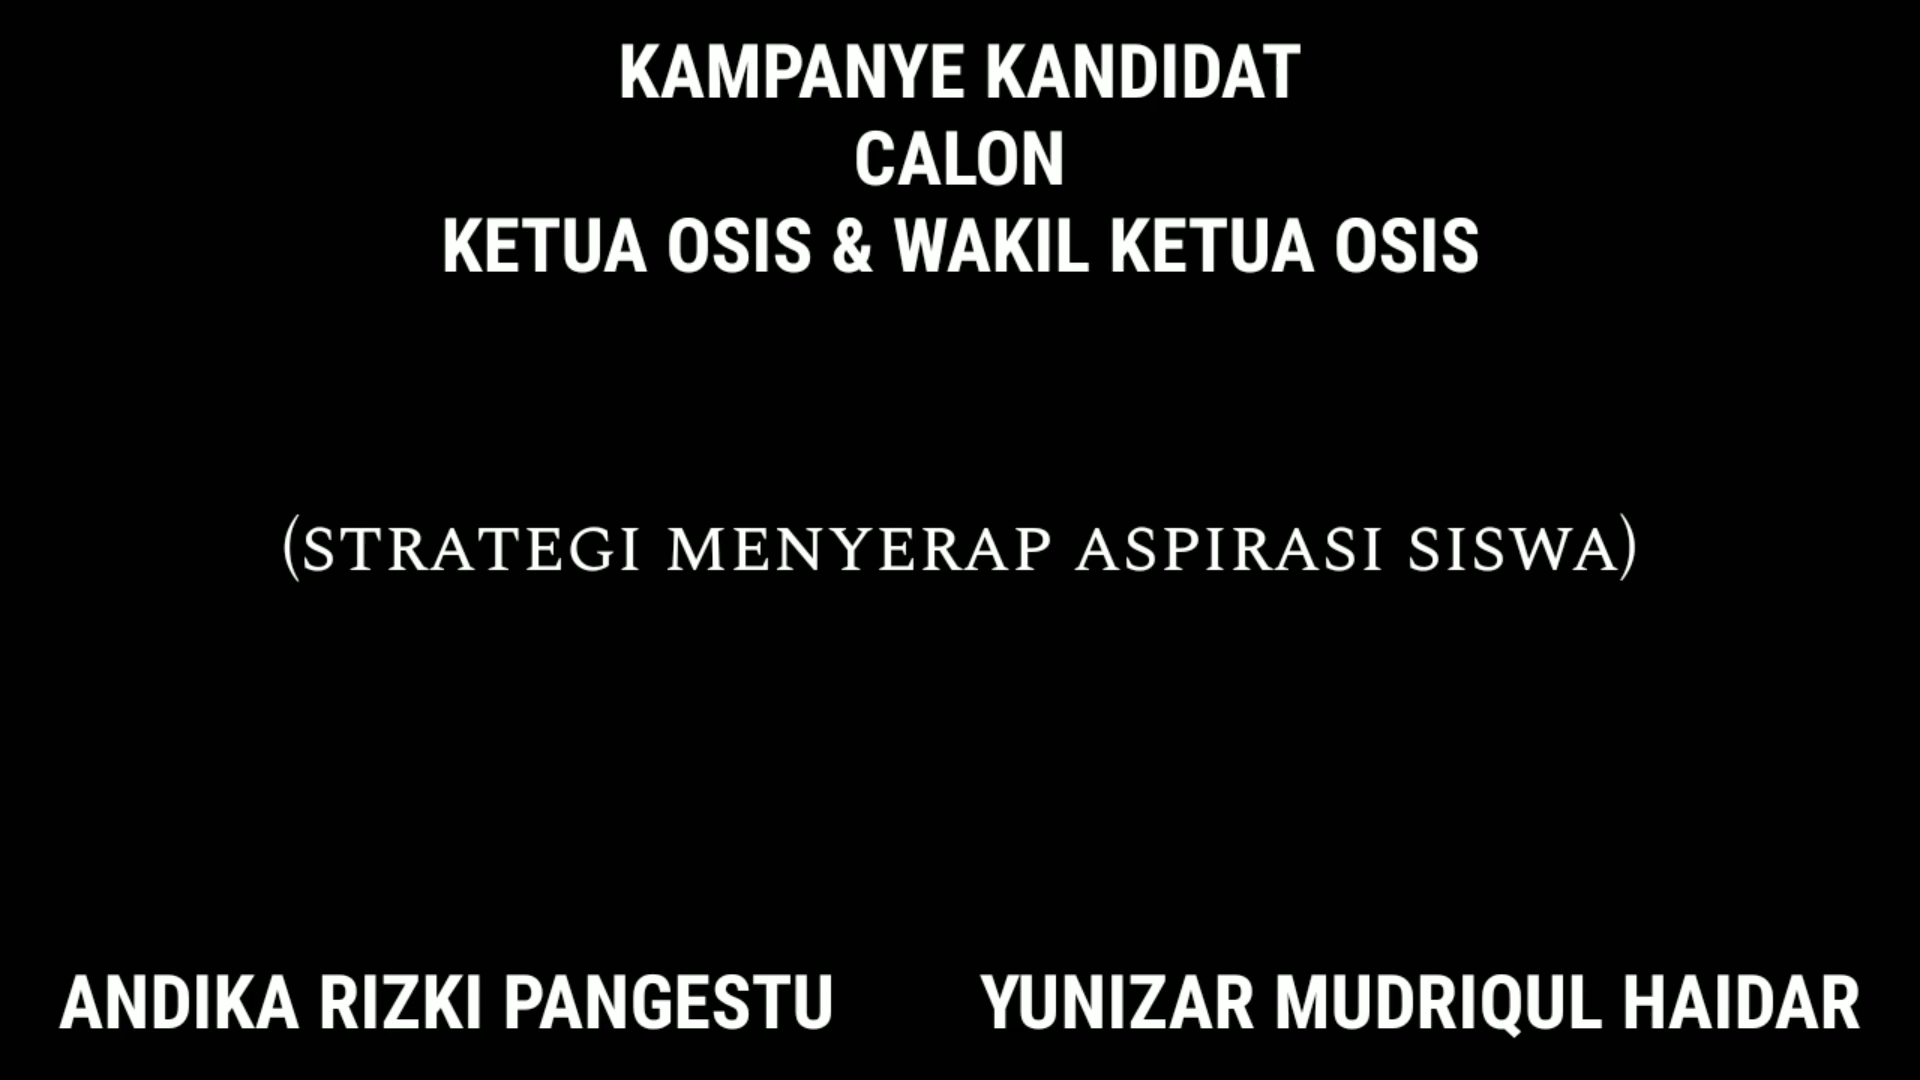 KAMPANYE KANDIDAT
CALON
KETUA OSIS & WAKIL KETUA OSIS
(STRATEGI MENYERAP ASPIRASI SISWA)
ANDIKA RIZKI PANGESTU
YUNIZAR MUDRIQUL HAIDAR